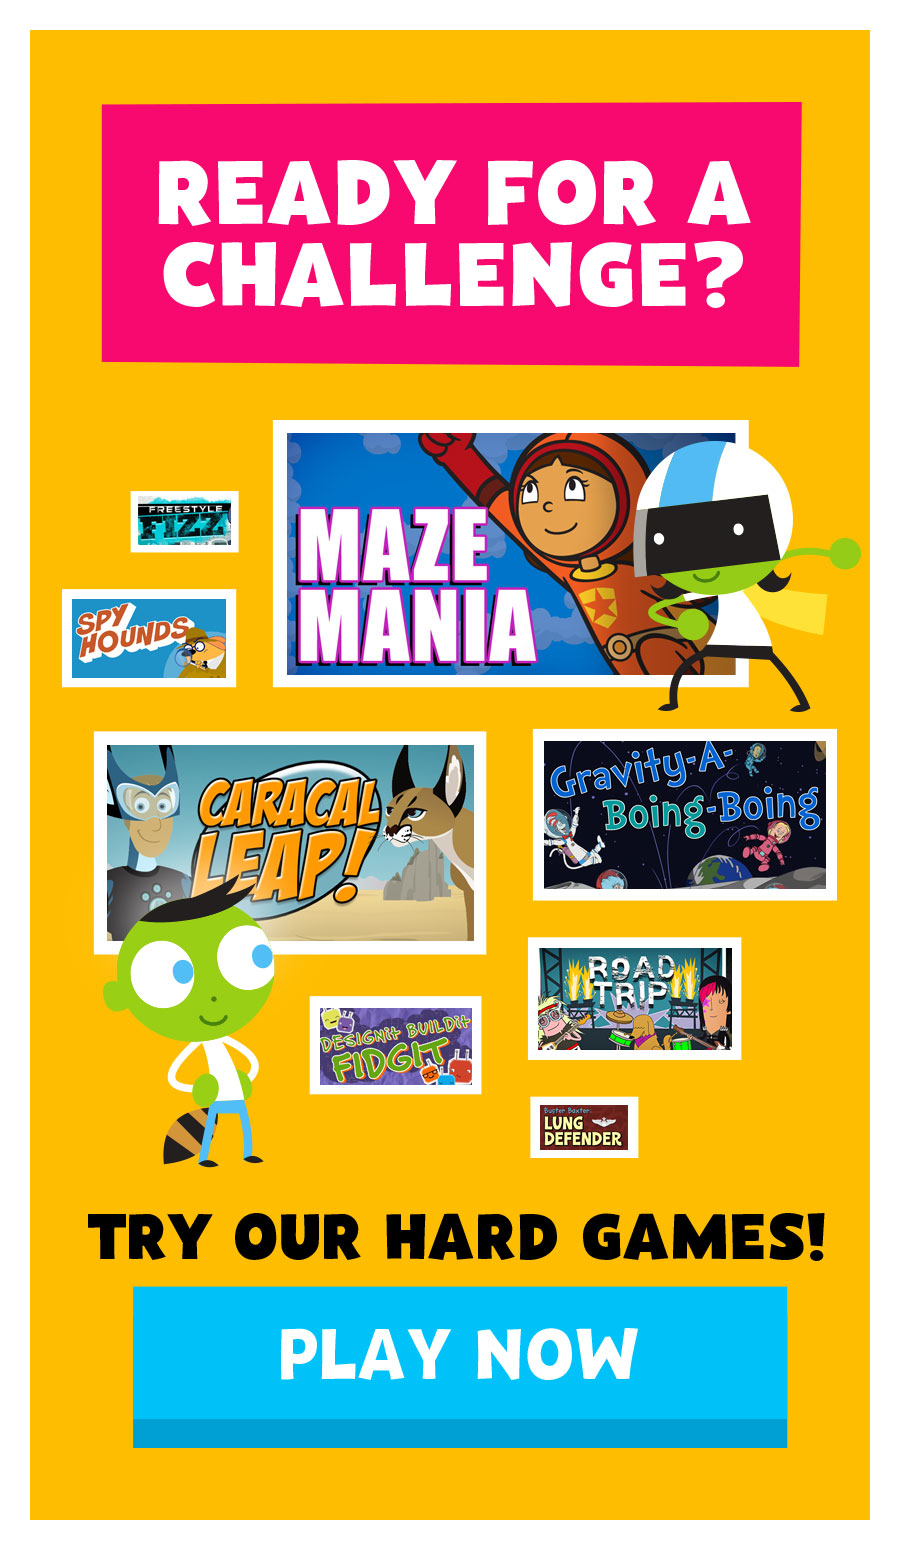 READY FOR A
CHALLENGE?
FREESTYLE
FIZZ
MAZE
MANIA
SPY
HOUNDS
CARACAL
LEAP!
Gravity-A-
Boing-Boing
ROAD
TRIP
DESIGNit BUILDit
FIDGIT
Buster Baxter:
LUNG
DEFENDER
TRY OUR HARD GAMES!
PLAY NOW